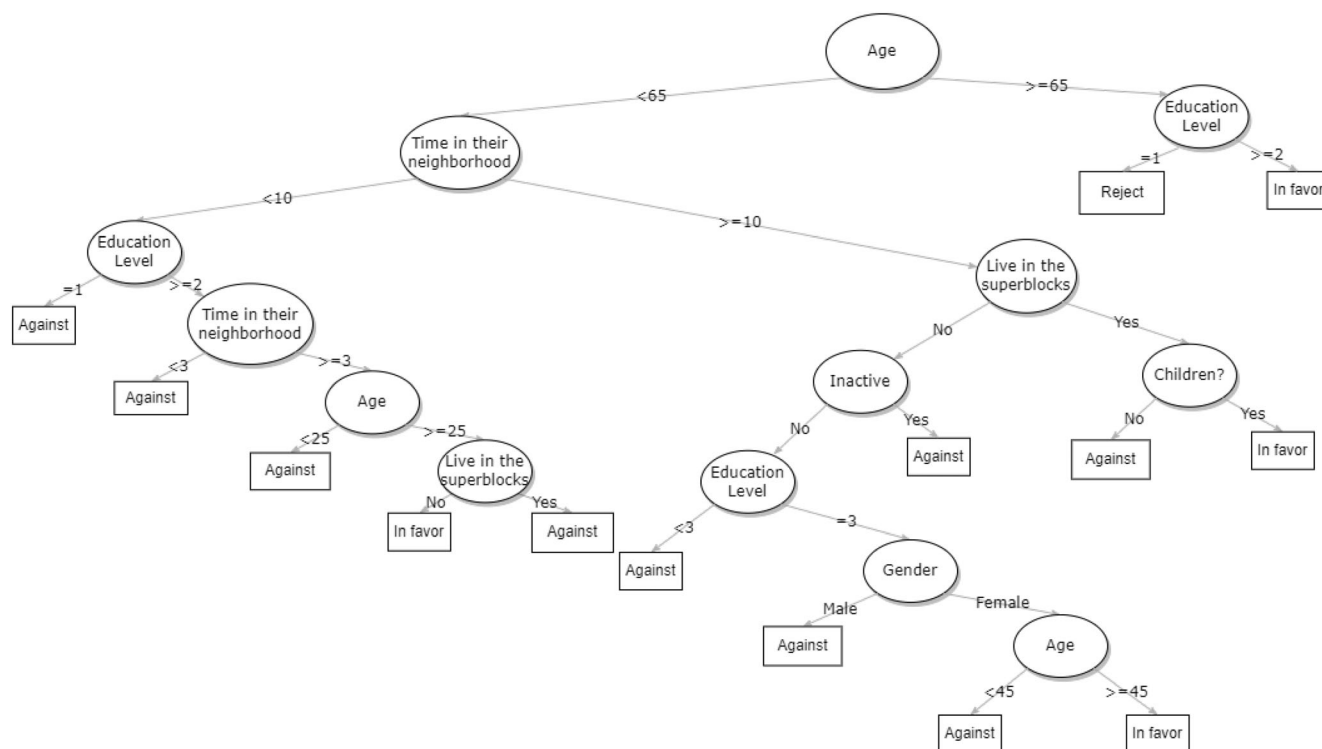 Age
<65
>=65
Education
Level
Time in their
neighborhood
=1
>=2
Reject
In favor
<10
>=10
Education
Level
Live in the
superblocks
=1
>=2
Against
Time in their
neighborhood
No
Yes
<3
>=3
Inactive
Children?
Against
Age
No
Yes
No
Yes
<25
>=25
Against
Against
In favor
Against
Live in the
superblocks
Education
Level
No
Yes
<3
=3
In favor
Against
Against
Gender
Male
Female
Against
Age
<45
>=45
Against
In favor